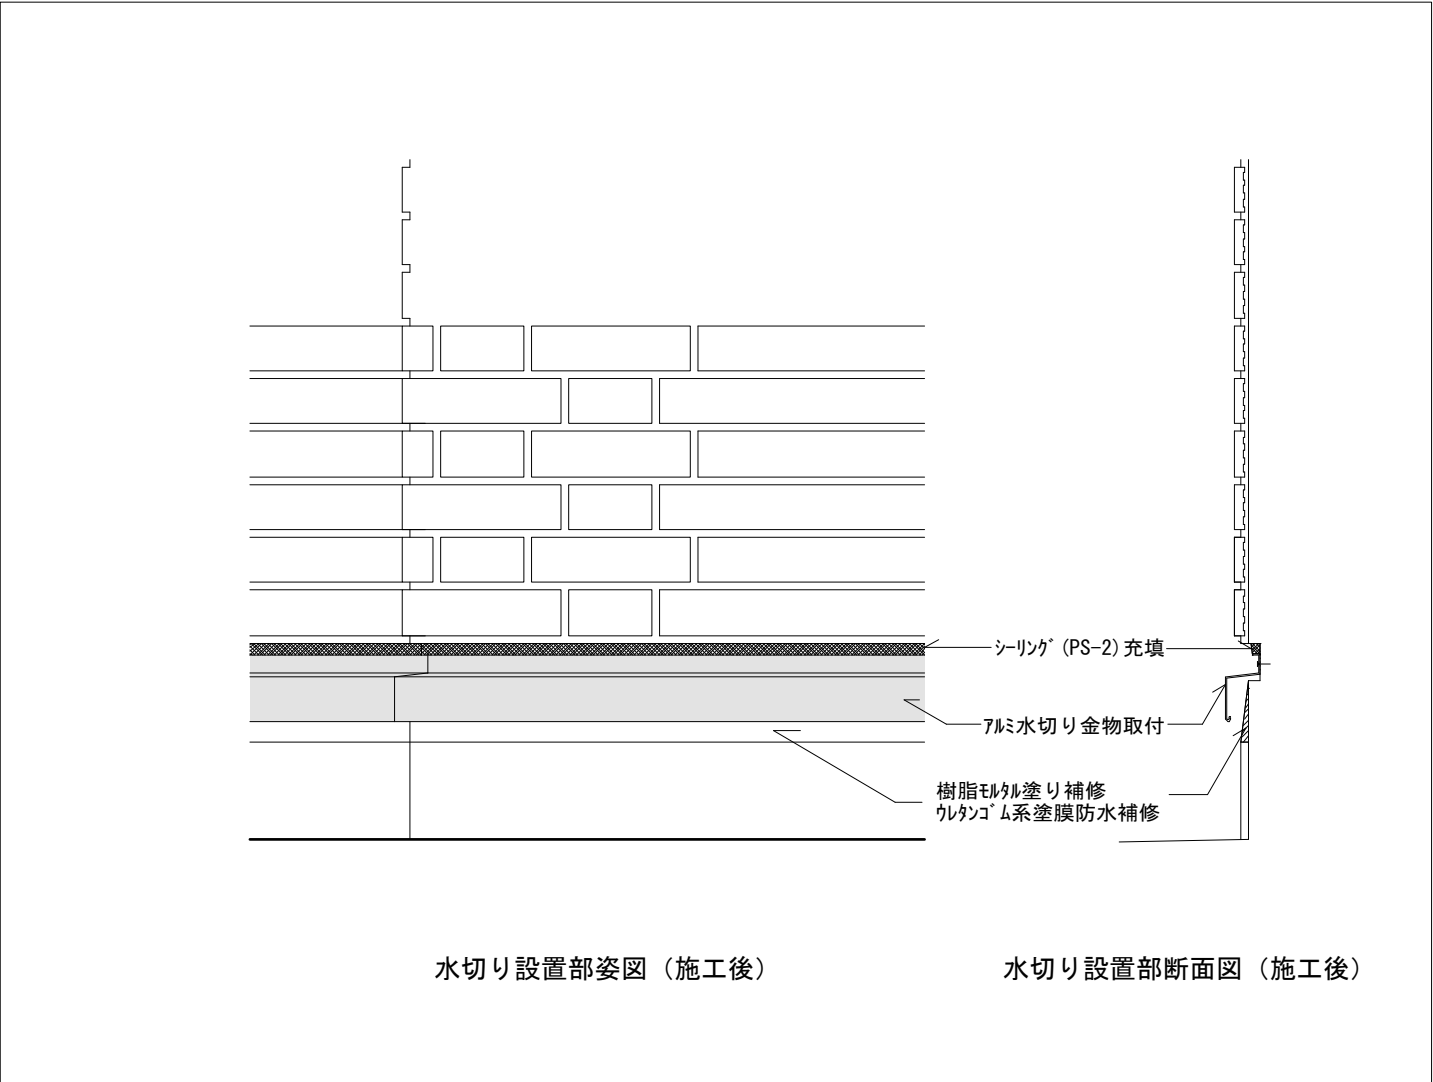 ｼｰﾘﾝｸﾞ(PS-2)充填
ｱﾙﾐ水切り金物取付
樹脂ﾓﾙﾀﾙ塗り補修
ｳﾚﾀﾝｺﾞﾑ系塗膜防水補修
水切り設置部姿図（施工後）
水切り設置部断面図（施工後）